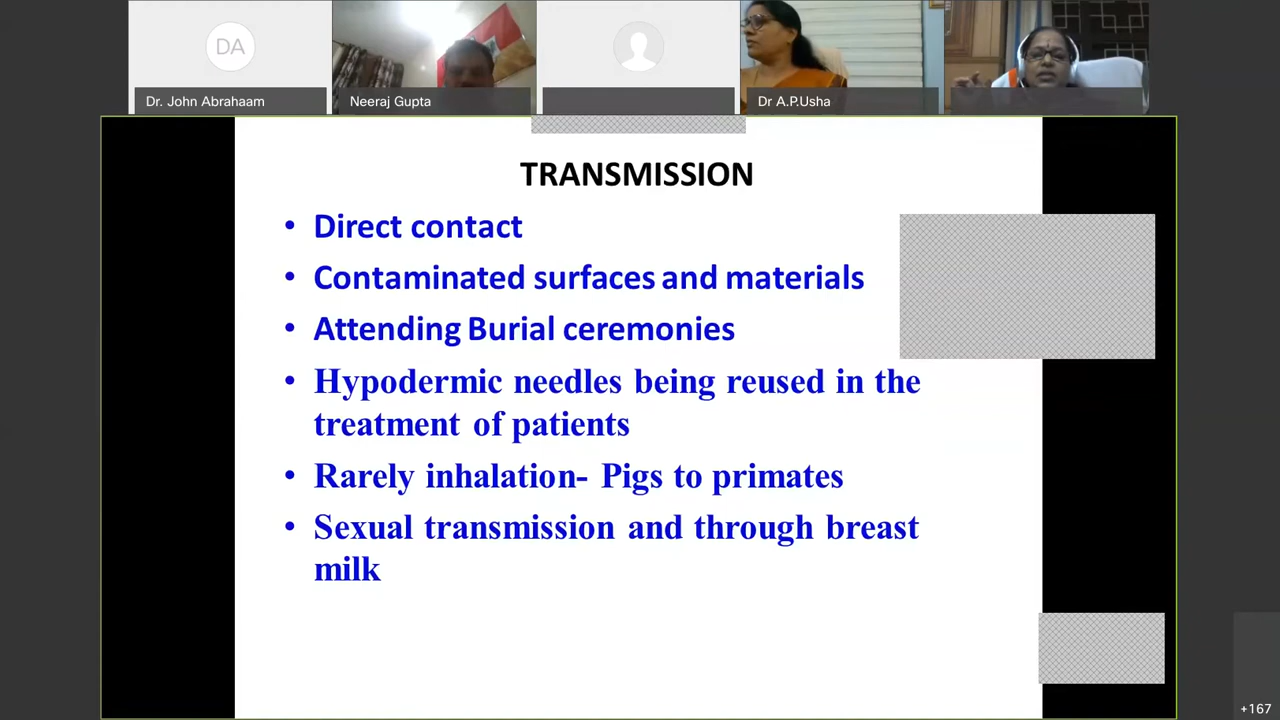 DA
Dr. John Abrahaam
Neeraj Gupta
Dr A.P.Usha
TRANSMISSION
• Direct contact
• Contaminated surfaces and materials
• Attending Burial ceremonies
• Hypodermic needles being reused in the
treatment of patients
• Rarely inhalation- Pigs to primates
• Sexual transmission and through breast
milk
+167